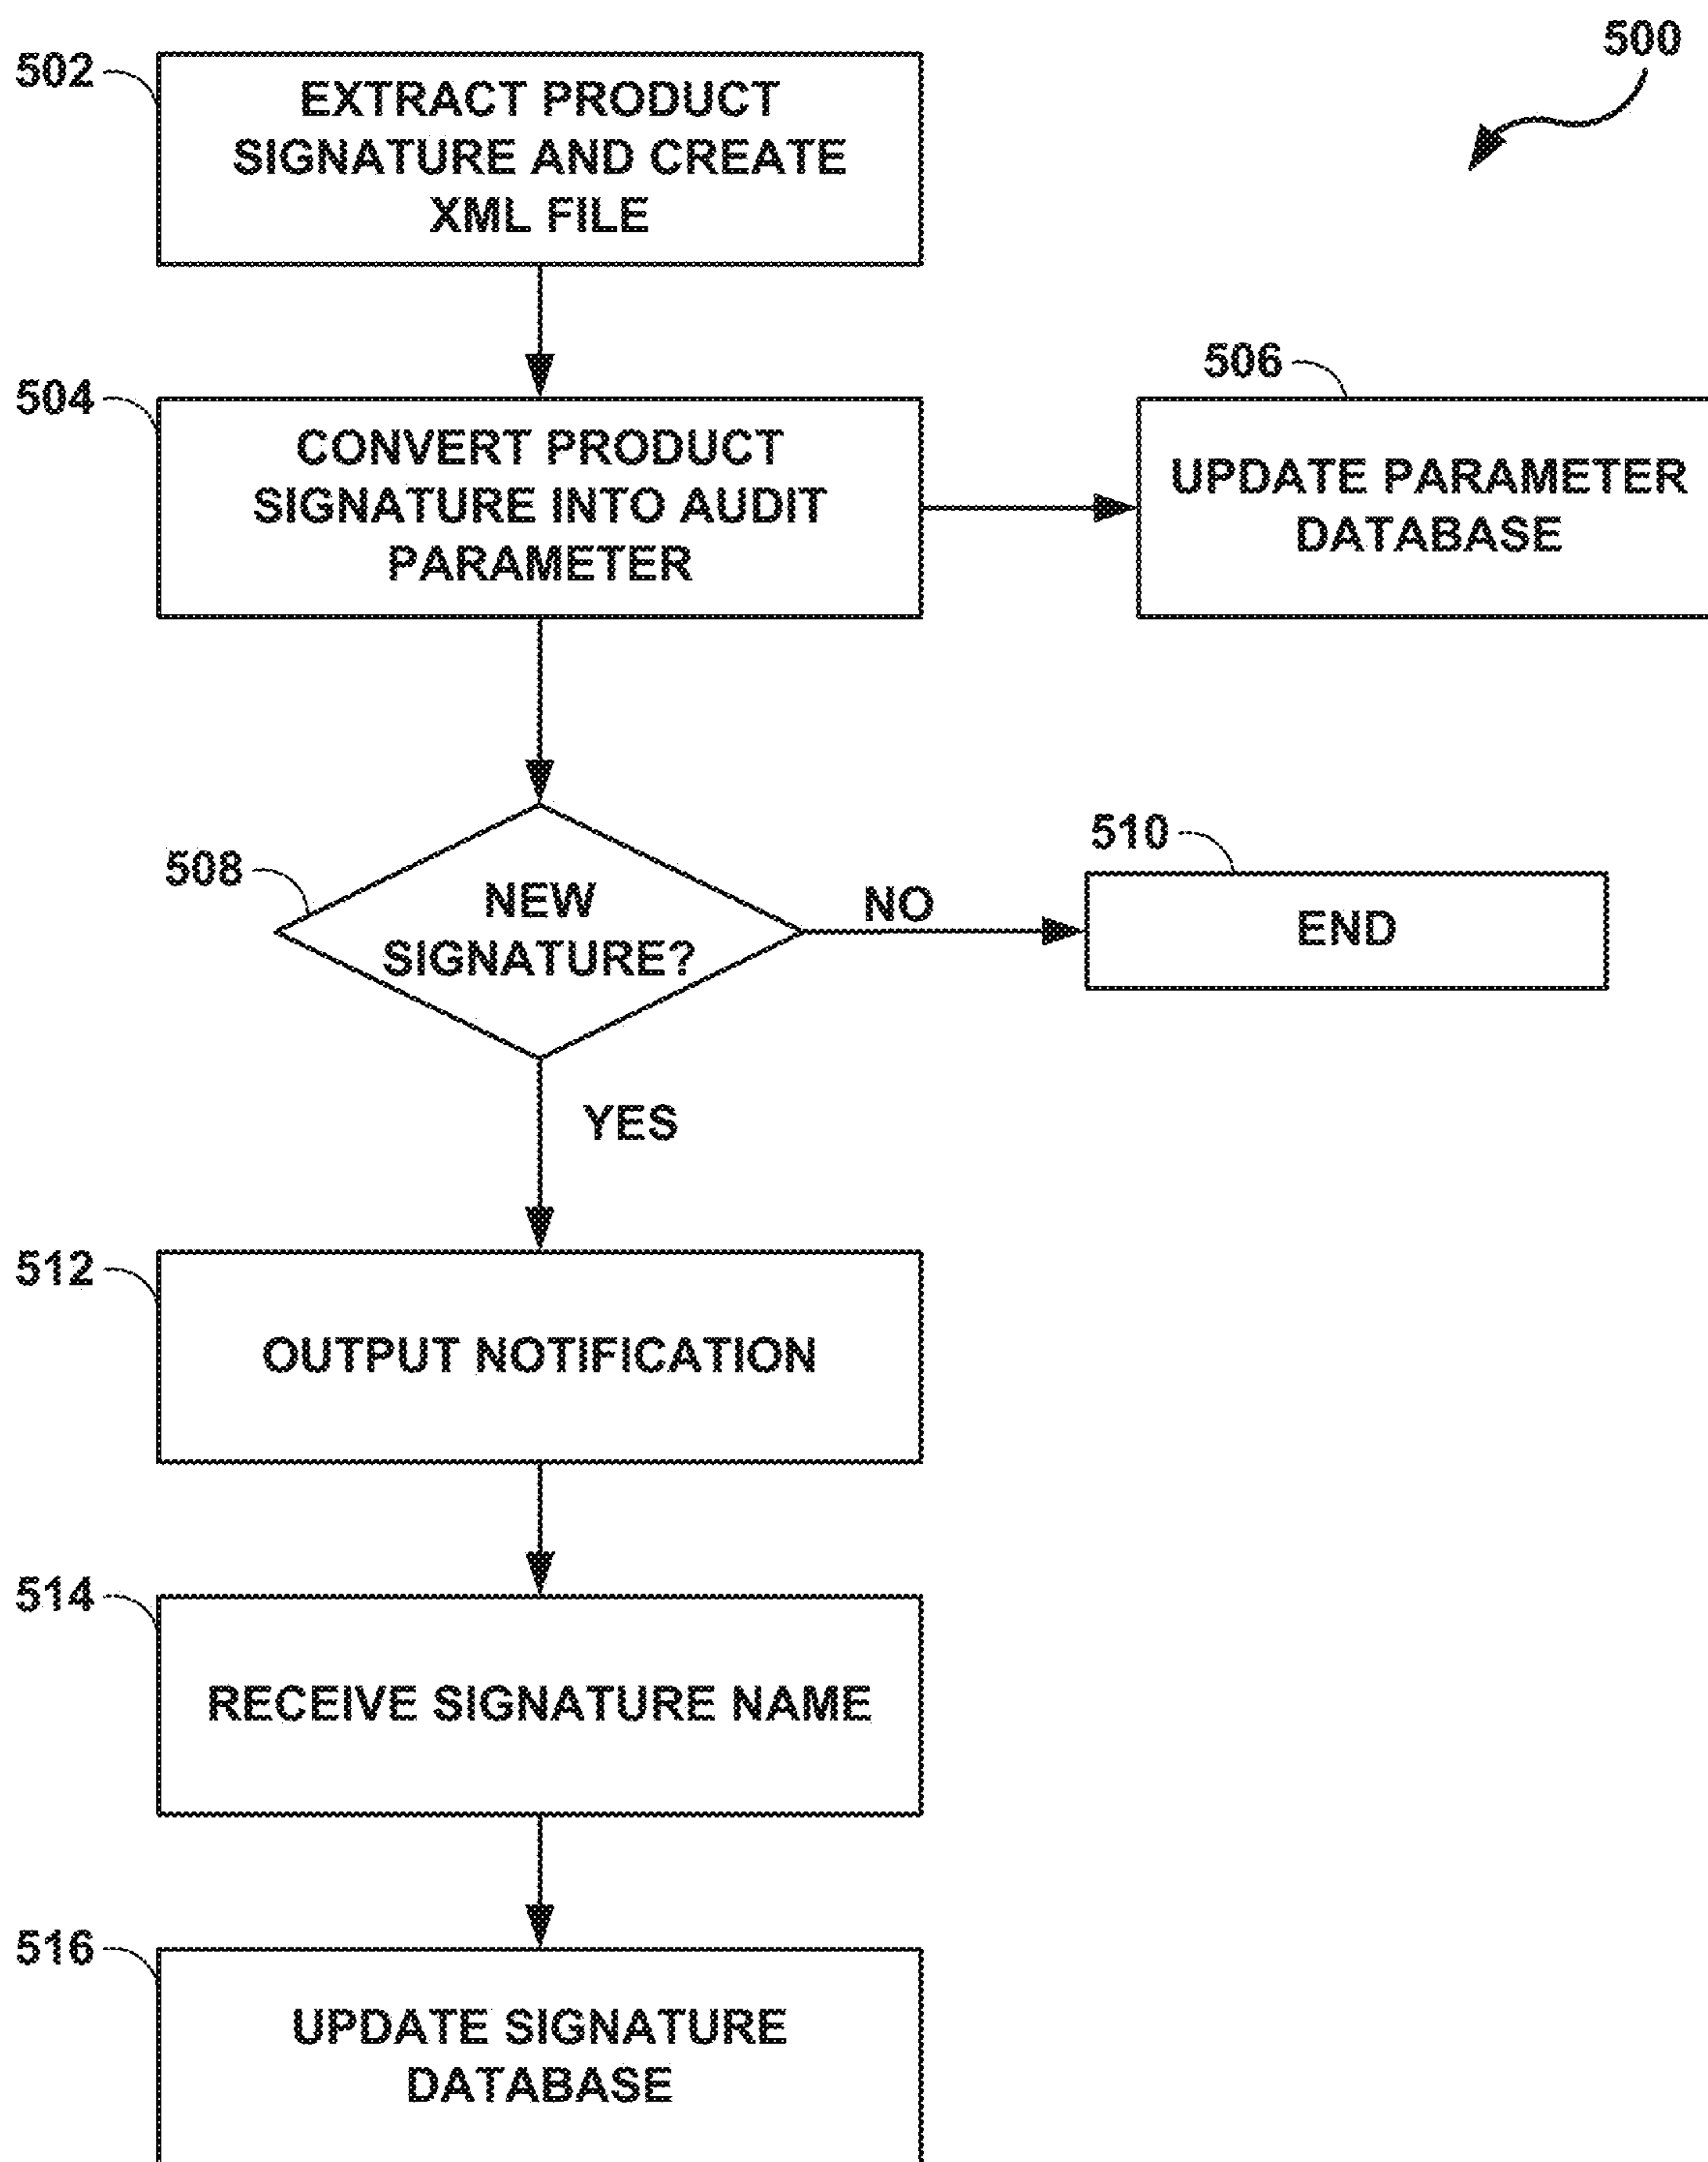 500
502
EXTRACT PRODUCT
SIGNATURE AND CREATE
XML FILE
504
CONVERT PRODUCT
SIGNATURE INTO AUDIT
PARAMETER
506
UPDATE PARAMETER
DATABASE
508
NEW
SIGNATURE?
NO
510
END
YES
512
OUTPUT NOTIFICATION
514
RECEIVE SIGNATURE NAME
516
UPDATE SIGNATURE
DATABASE